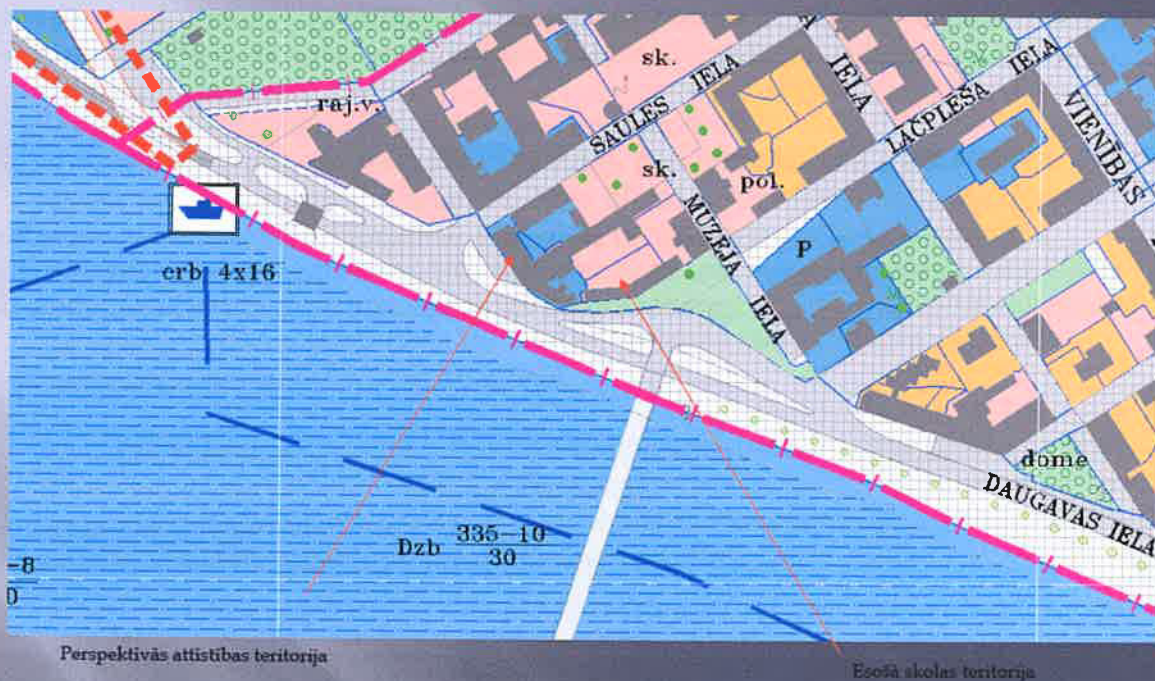 sk.
raj.v.
SAULES IELA
IELA
LĀČPLĒŠA IELA
VIENĪBAS
sk.
pol.
MUZEJA IELA
P
crb 4x16
dome
DAUGAVAS IELA
Dzb 335-10
30
-8
Perspektīvās attīstības teritorija
Esošā skolas teritorija